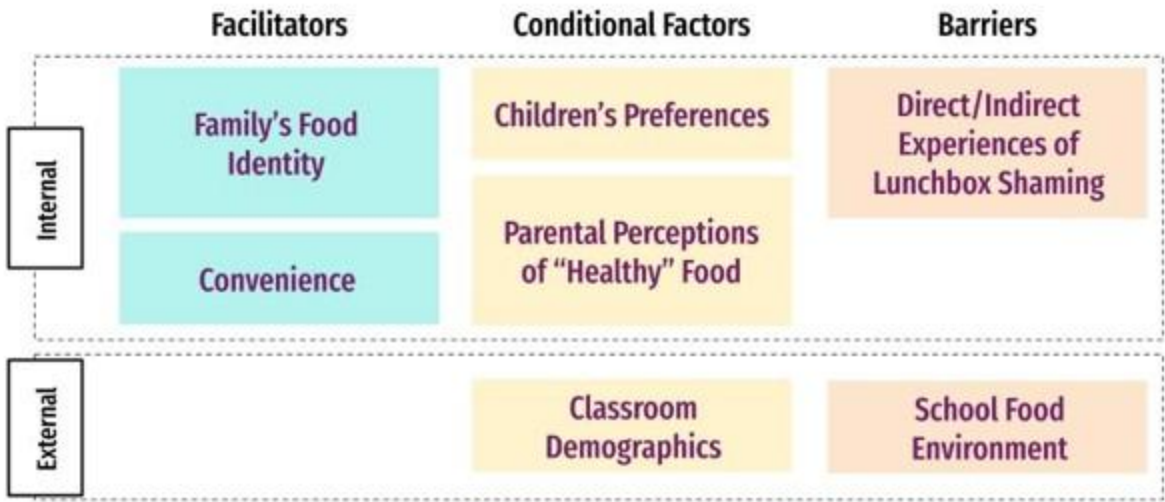 Facilitators
Conditional Factors
Barriers
Internal
Family's Food
Identity
Convenience
Children's Preferences
Parental Perceptions
of “Healthy” Food
Direct/Indirect
Experiences of
Lunchbox Shaming
External
Classroom
Demographics
School Food
Environment